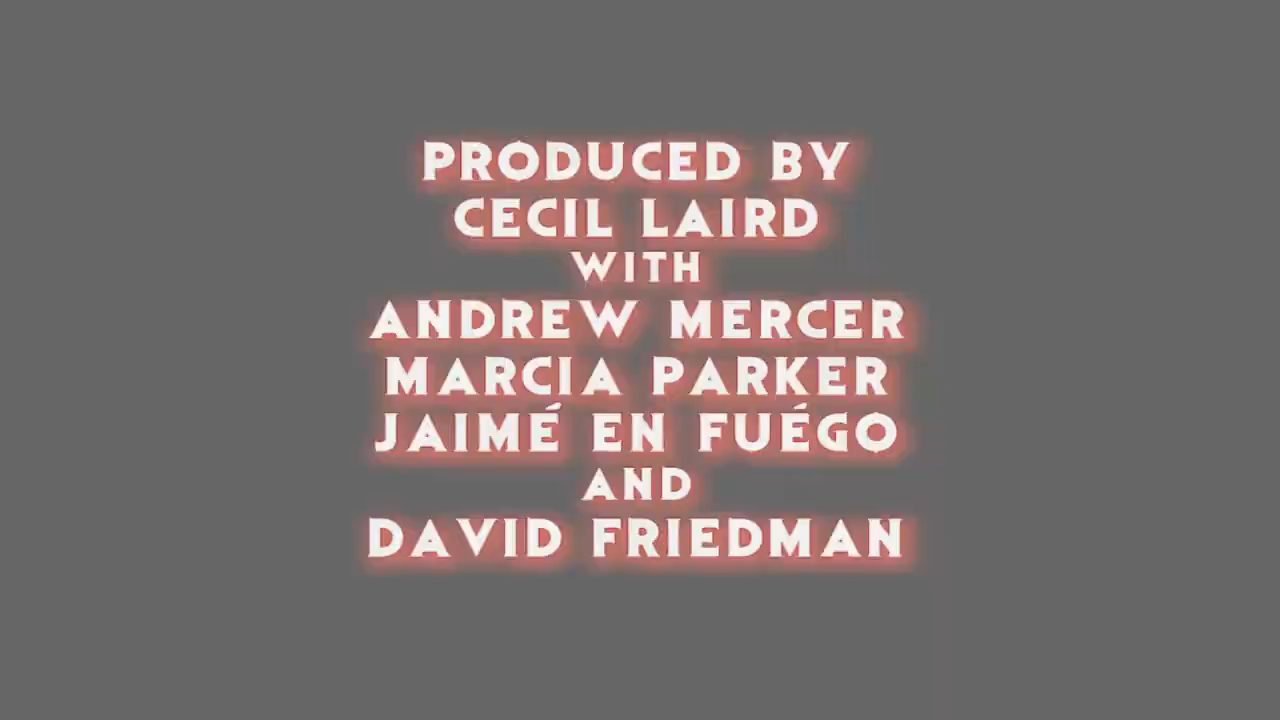 PRODUCED BY
CECIL LAIRD
WITH
ANDREW MERCER
MARCIA PARKER
JAIMÉ EN FUÉGO
AND
DAVID FRIEDMAN